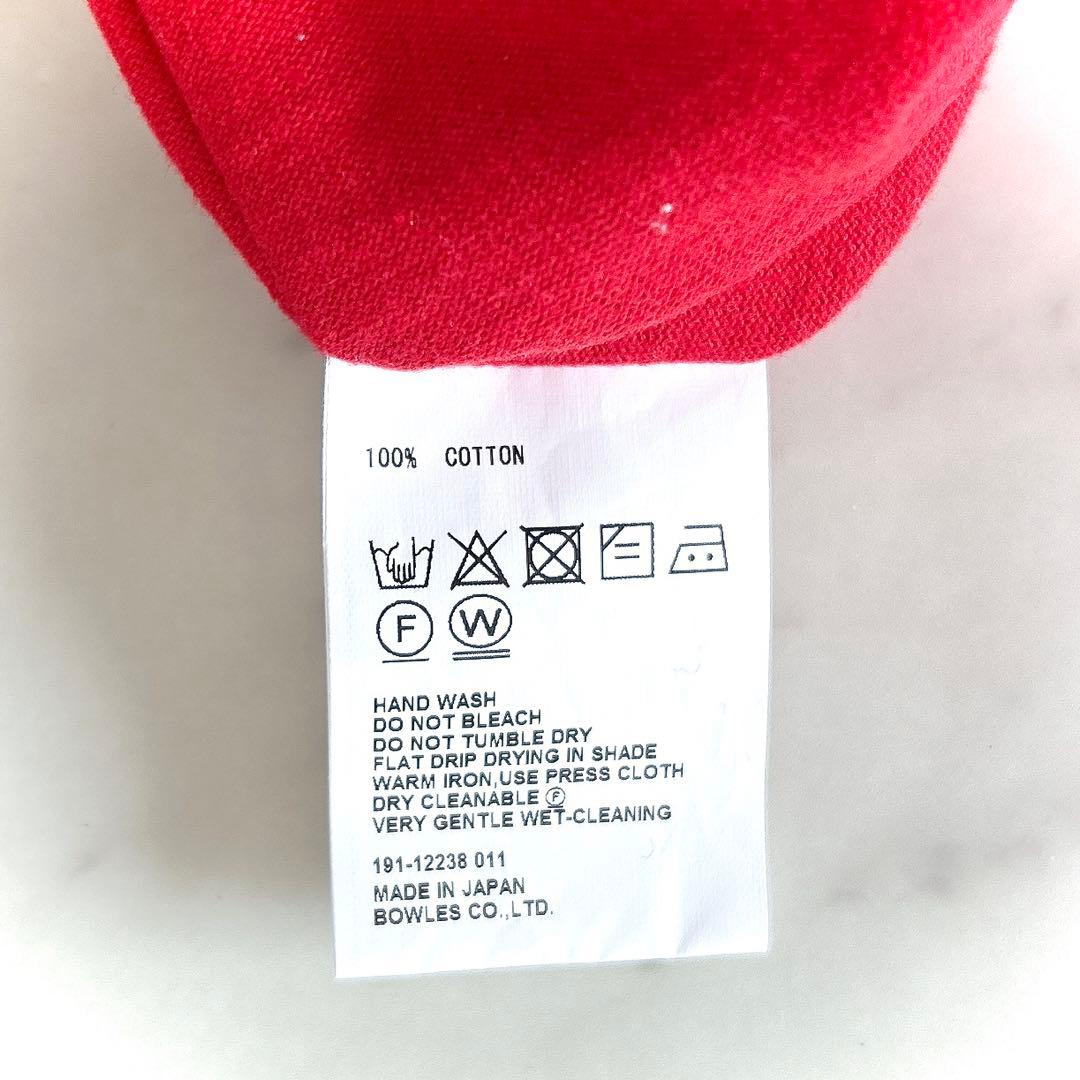 100% COTTON
F W
HAND WASH
DO NOT BLEACH
DO NOT TUMBLE DRY
FLAT DRIP DRYING IN SHADE
WARM IRON,USE PRESS CLOTH
DRY CLEANABLE Ⓕ
VERY GENTLE WET-CLEANING
191-12238 011
MADE IN JAPAN
BOWLES CO.,LTD.